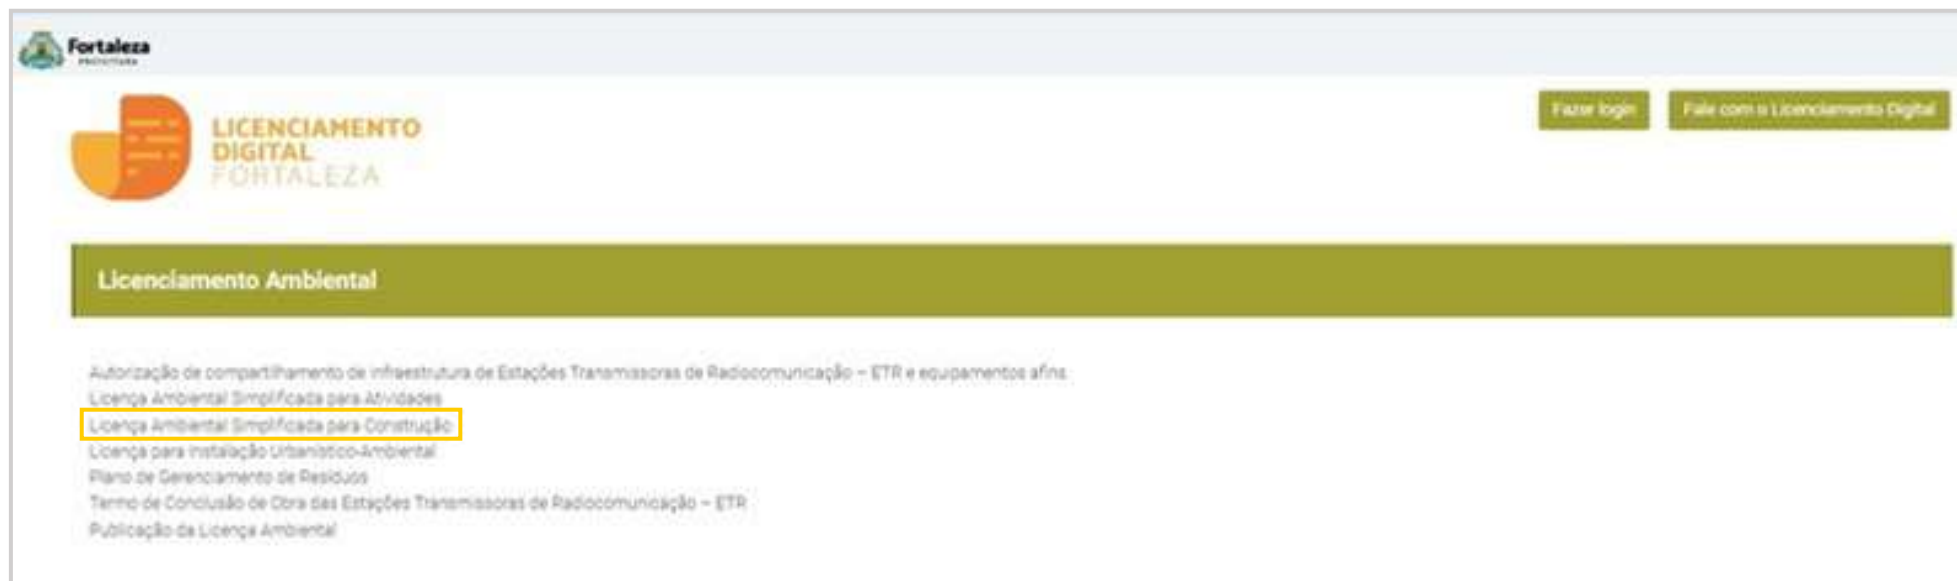 Fortaleza
PREFEITURA
Fazer login
Fale com o Licenciamento Digital
LICENCIAMENTO
DIGITAL
FORTALEZA
Licenciamento Ambiental
Autorização de compartilhamento de infraestrutura de Estações Transmissoras de Radiocomunicação – ETR e equipamentos afins
Licença Ambiental Simplificada para Atividades
Licença Ambiental Simplificada para Construção
Licença para Instalação Urbanístico-Ambiental
Plano de Gerenciamento de Resíduos
Termo de Conclusão de Obra das Estações Transmissoras de Radiocomunicação – ETR
Publicação da Licença Ambiental